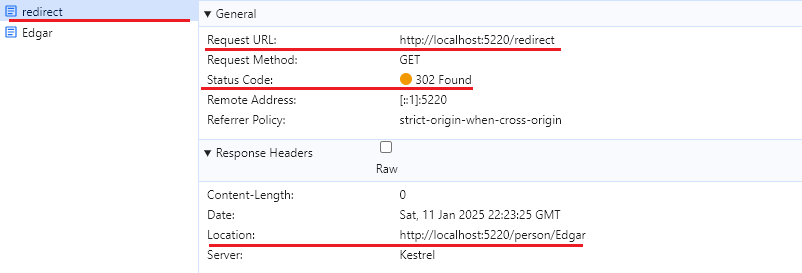 redirect
Edgar
General
Request URL: http://localhost:5220/redirect
Request Method: GET
Status Code: 302 Found
Remote Address: [::1]:5220
Referrer Policy: strict-origin-when-cross-origin
Response Headers
Raw
Content-Length: 0
Date: Sat, 11 Jan 2025 22:23:25 GMT
Location: http://localhost:5220/person/Edgar
Server: Kestrel